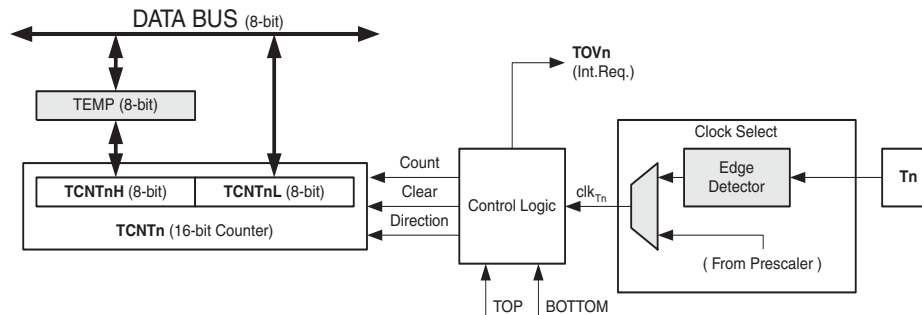 DATA BUS (8-bit)
TOVn
(Int.Req.)
TEMP (8-bit)
Clock Select
Count
Edge
Detector
Tn
TCNTnH (8-bit) TCNTnL (8-bit)
Clear
Control Logic
clkTn
TCNTn (16-bit Counter)
Direction
( From Prescaler )
TOP BOTTOM